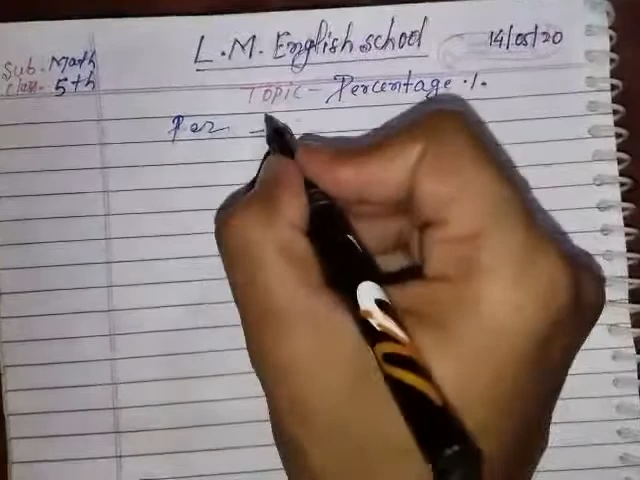 L.M. English school 14/05/20
Sub. Math
Class- 5th
Topic - Percentage %
Per -